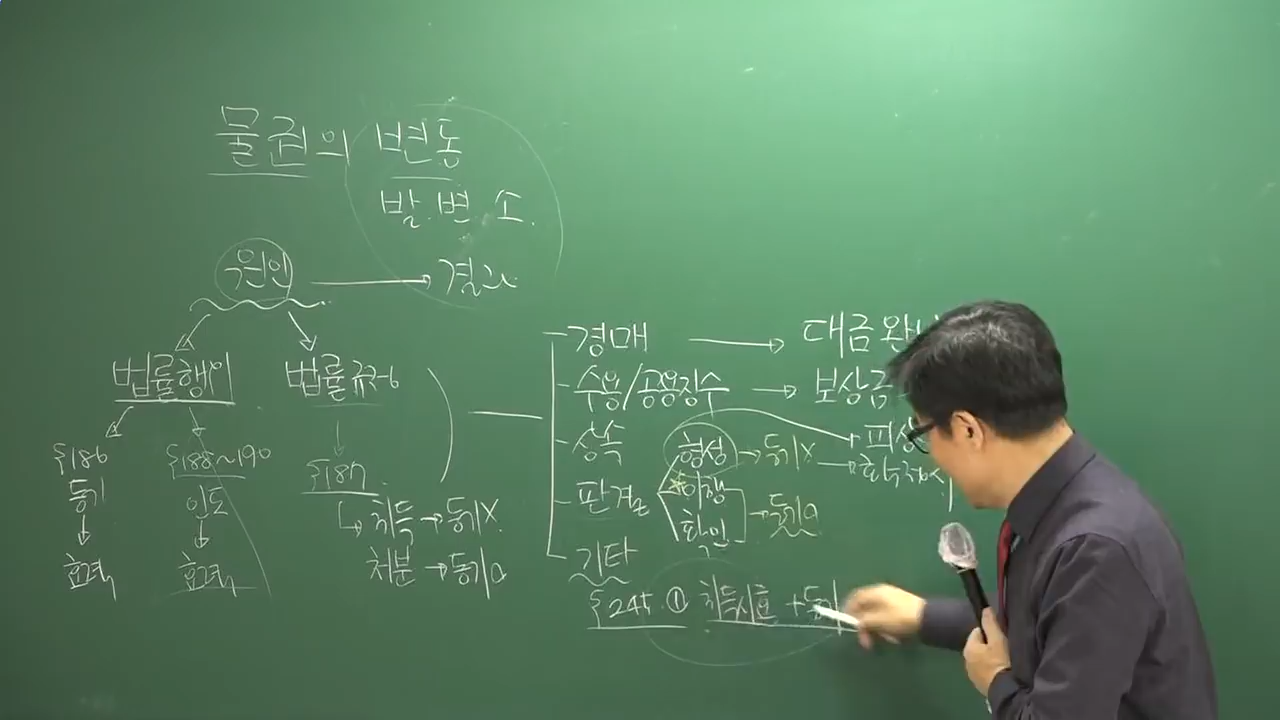 물권의 변동
발. 변. 소.
원인 → 결과
법률행위 법률규정
§186 §188~190
등기 인도
효력 효력
§187
취득 → 등기X
처분 → 등기O
경매 → 대금완
수용/공용징수 → 보상금
상속 → 피상
판결
형성 → 등기X → 확정
이행
확인
→ 등기O
기타
§245 ① 취득시효 + 등기